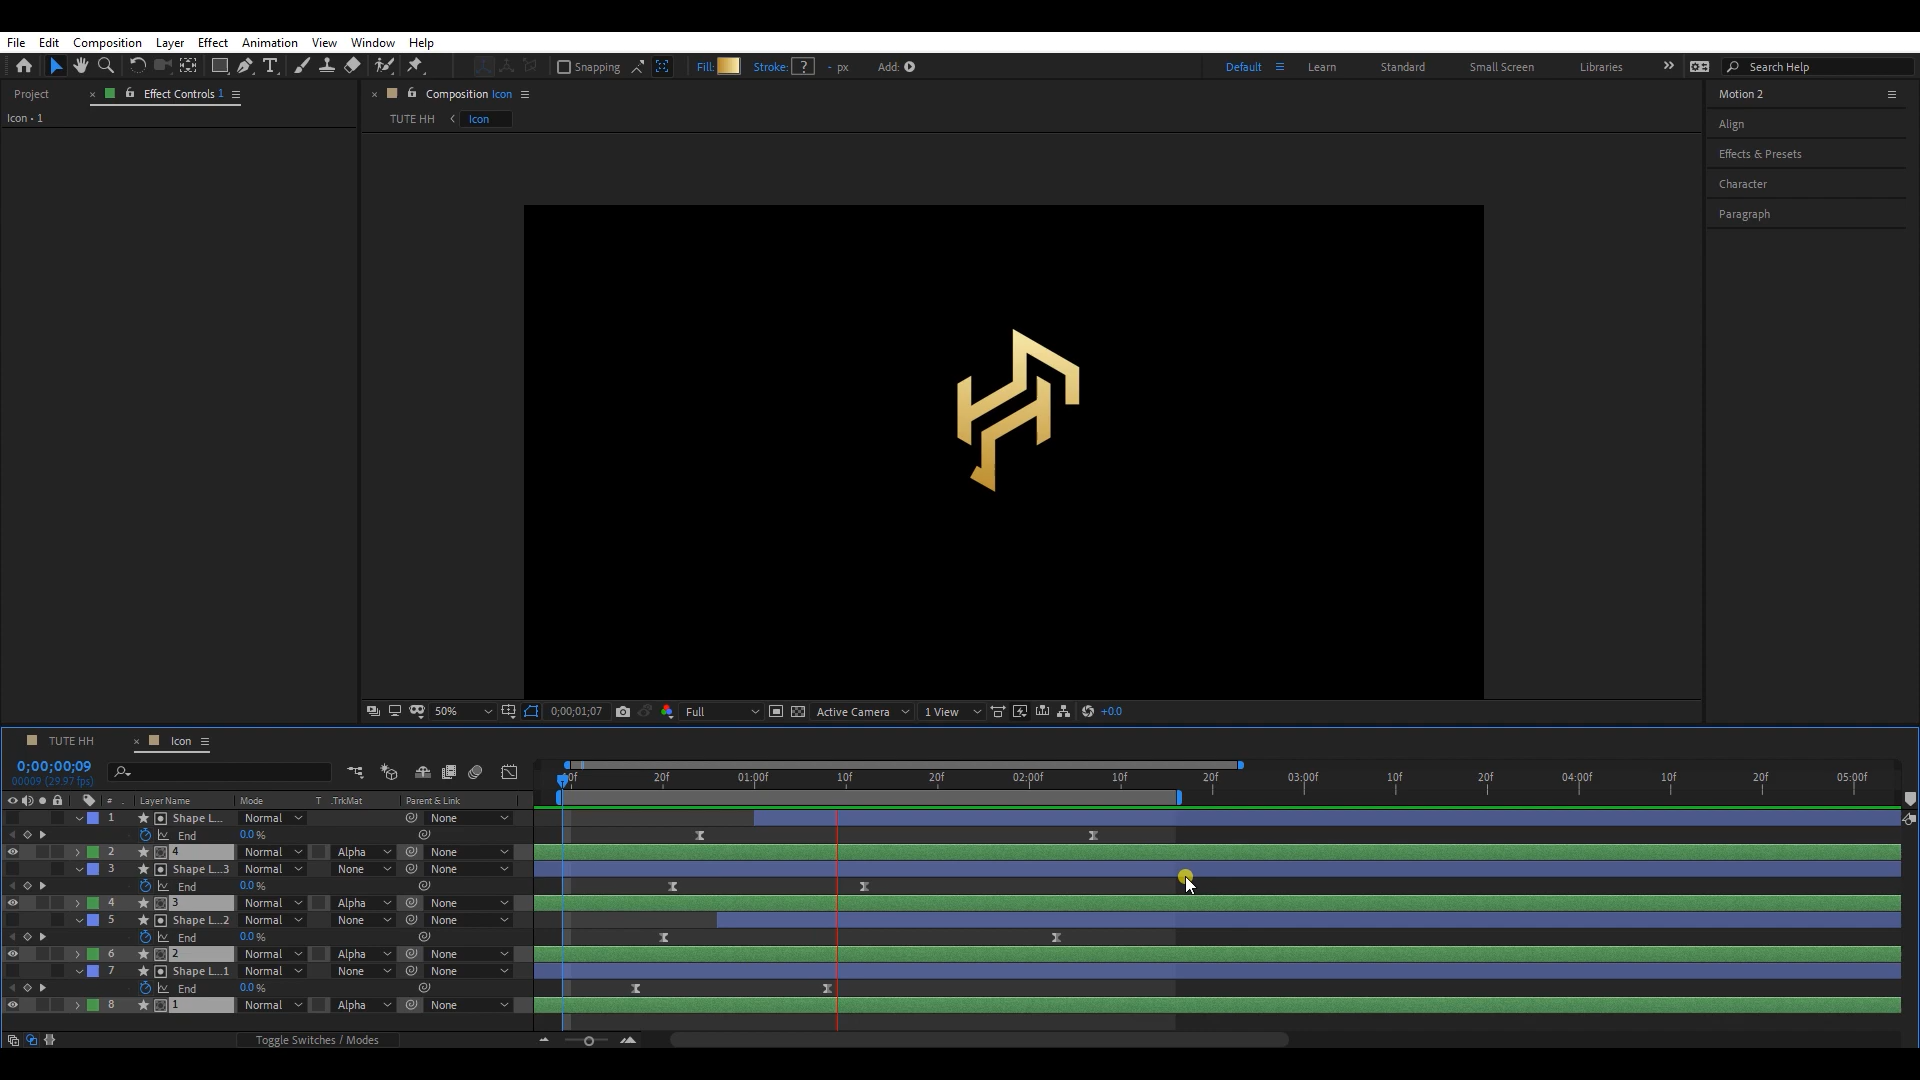 File Edit Composition Layer Effect Animation View Window Help
Snapping Fill: Stroke: ? - px Add: Default Learn Standard Small Screen Libraries Search Help
Project Effect Controls 1 Composition Icon Motion 2
Icon • 1 TUTE HH Icon
Align
Effects & Presets
Character
Paragraph
50% 0;00;01;07 Full Active Camera 1 View +0.0
TUTE HH Icon
0;00;00;09
00009 (29.97 fps)
20f 01:00f 10f 20f 02:00f 10f 20f 03:00f 10f 20f 04:00f 10f 20f 05:00f
# Layer Name Mode T .TrkMat Parent & Link
1 Shape L... Normal None
End 0.0 %
2 4 Normal Alpha None
3 Shape L...3 Normal None None
End 0.0 %
4 3 Normal Alpha None
5 Shape L...2 Normal None None
End 0.0 %
6 2 Normal Alpha None
7 Shape L...1 Normal None None
End 0.0 %
8 1 Normal Alpha None
Toggle Switches / Modes